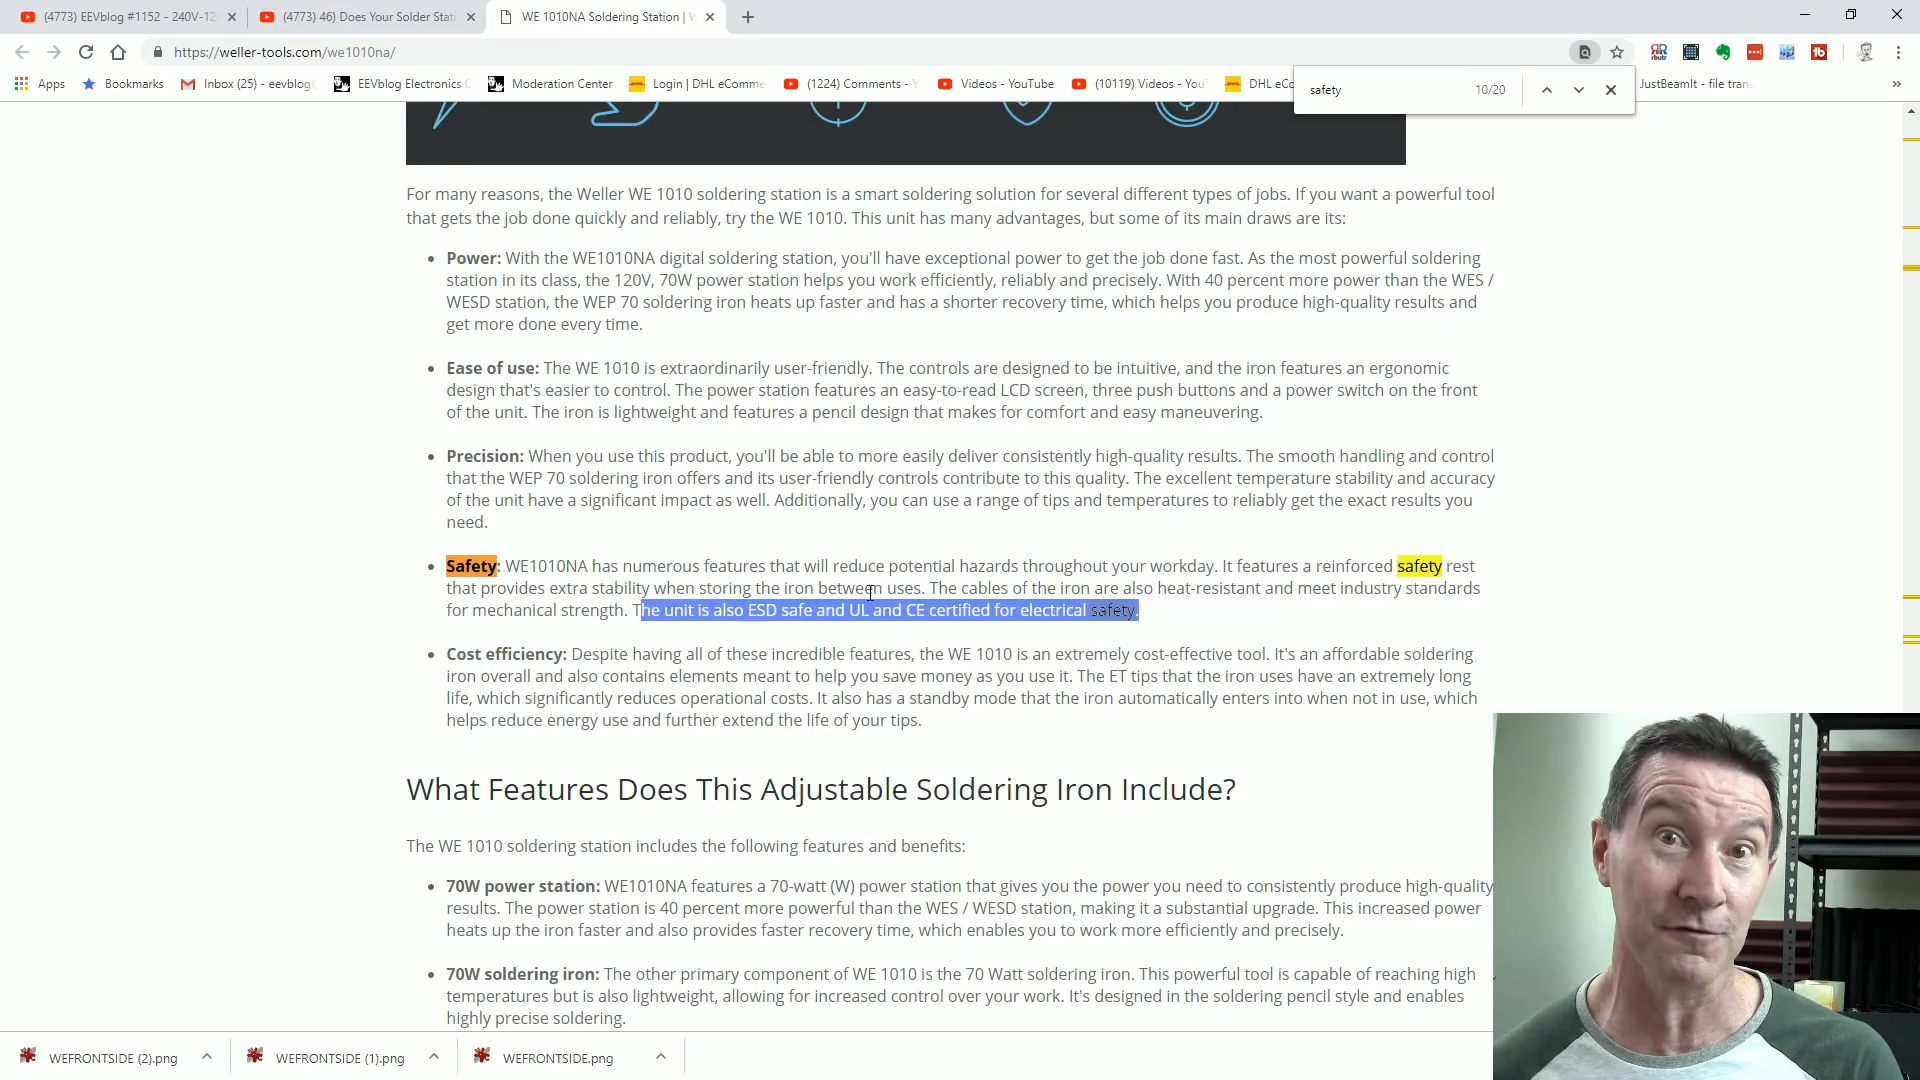 (4773) EEVblog #1152 - 240V-12
(4773) 46) Does Your Solder Stati
WE 1010NA Soldering Station | W
https://weller-tools.com/we1010na/
Apps
Bookmarks
Inbox (25) - eevblog
EEVblog Electronics C
Moderation Center
Login | DHL eComme
(1224) Comments - Y
Videos - YouTube
(10119) Videos - You
DHL eCo
JustBeamIt - file tran
»
safety
10/20
For many reasons, the Weller WE 1010 soldering station is a smart soldering solution for several different types of jobs. If you want a powerful tool
that gets the job done quickly and reliably, try the WE 1010. This unit has many advantages, but some of its main draws are its:
Power: With the WE1010NA digital soldering station, you'll have exceptional power to get the job done fast. As the most powerful soldering
station in its class, the 120V, 70W power station helps you work efficiently, reliably and precisely. With 40 percent more power than the WES /
WESD station, the WEP 70 soldering iron heats up faster and has a shorter recovery time, which helps you produce high-quality results and
get more done every time.
Ease of use: The WE 1010 is extraordinarily user-friendly. The controls are designed to be intuitive, and the iron features an ergonomic
design that's easier to control. The power station features an easy-to-read LCD screen, three push buttons and a power switch on the front
of the unit. The iron is lightweight and features a pencil design that makes for comfort and easy maneuvering.
Precision: When you use this product, you'll be able to more easily deliver consistently high-quality results. The smooth handling and control
that the WEP 70 soldering iron offers and its user-friendly controls contribute to this quality. The excellent temperature stability and accuracy
of the unit have a significant impact as well. Additionally, you can use a range of tips and temperatures to reliably get the exact results you
need.
Safety: WE1010NA has numerous features that will reduce potential hazards throughout your workday. It features a reinforced safety rest
that provides extra stability when storing the iron between uses. The cables of the iron are also heat-resistant and meet industry standards
for mechanical strength. The unit is also ESD safe and UL and CE certified for electrical safety.
Cost efficiency: Despite having all of these incredible features, the WE 1010 is an extremely cost-effective tool. It's an affordable soldering
iron overall and also contains elements meant to help you save money as you use it. The ET tips that the iron uses have an extremely long
life, which significantly reduces operational costs. It also has a standby mode that the iron automatically enters into when not in use, which
helps reduce energy use and further extend the life of your tips.
What Features Does This Adjustable Soldering Iron Include?
The WE 1010 soldering station includes the following features and benefits:
70W power station: WE1010NA features a 70-watt (W) power station that gives you the power you need to consistently produce high-quality
results. The power station is 40 percent more powerful than the WES / WESD station, making it a substantial upgrade. This increased power
heats up the iron faster and also provides faster recovery time, which enables you to work more efficiently and precisely.
70W soldering iron: The other primary component of WE 1010 is the 70 Watt soldering iron. This powerful tool is capable of reaching high
temperatures but is also lightweight, allowing for increased control over your work. It's designed in the soldering pencil style and enables
highly precise soldering.
WEFRONTSIDE (2).png
WEFRONTSIDE (1).png
WEFRONTSIDE.png